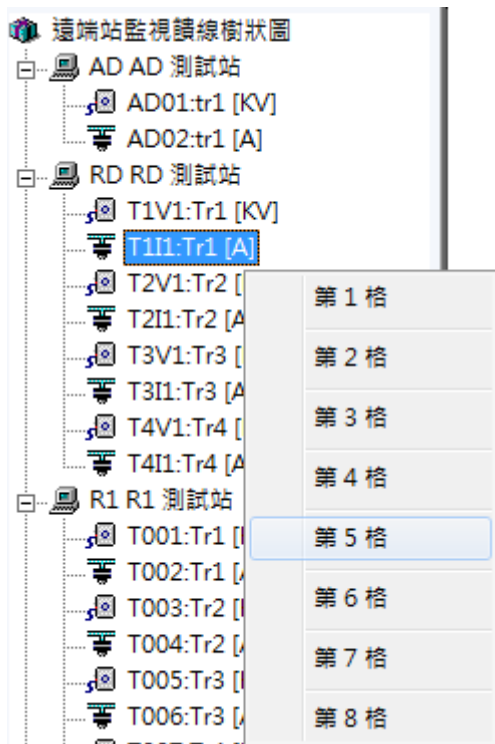 遠端站監視饋線樹狀圖
AD AD 測試站
AD01:tr1 [KV]
AD02:tr1 [A]
RD RD 測試站
T1V1:Tr1 [KV]
T1I1:Tr1 [A]
T2V1:Tr2 [
T2I1:Tr2 [A
T3V1:Tr3 [
T3I1:Tr3 [A
T4V1:Tr4 [
T4I1:Tr4 [A
R1 R1 測試站
T001:Tr1 [
T002:Tr1 [
T003:Tr2 [
T004:Tr2 [
T005:Tr3 [
T006:Tr3 [
第 1 格
第 2 格
第 3 格
第 4 格
第 5 格
第 6 格
第 7 格
第 8 格